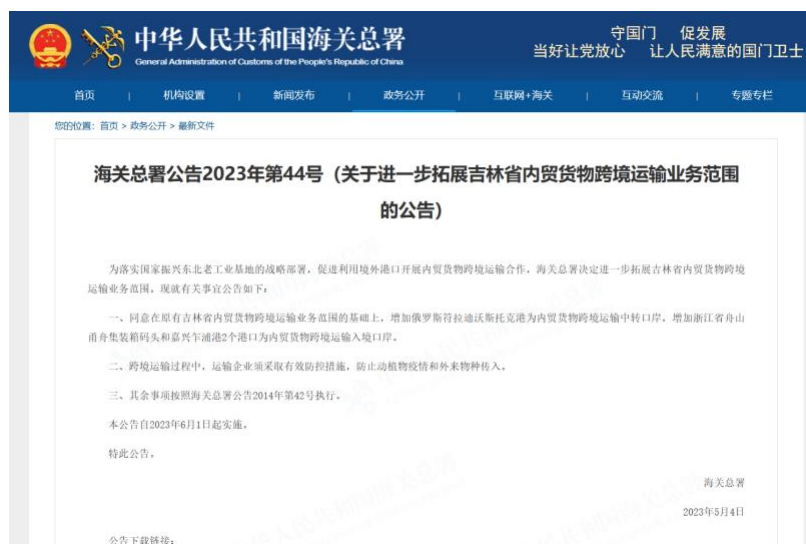 中华人民共和国海关总署
General Administration of Customs of the People's Republic of China
守国门 促发展
当好让党放心 让人民满意的国门卫士
首页 | 机构设置 | 新闻发布 | 政务公开 | 互联网+海关 | 互动交流 | 专题专栏
您的位置：首页 > 政务公开 > 最新文件
海关总署公告2023年第44号（关于进一步拓展吉林省内贸货物跨境运输业务范围
的公告）
为落实国家振兴东北老工业基地的战略部署，促进利用境外港口开展内贸货物跨境运输合作，海关总署决定进一步拓展吉林省内贸货物跨境
运输业务范围，现就有关事宜公告如下：
一、同意在原有吉林省内贸货物跨境运输业务范围的基础上，增加俄罗斯符拉迪沃斯托克港为内贸货物跨境运输中转口岸，增加浙江省舟山
甬舟集装箱码头和嘉兴乍浦港2个港口为内贸货物跨境运输入境口岸。
二、跨境运输过程中，运输企业须采取有效防控措施，防止动植物疫情和外来物种传入。
三、其余事项按照海关总署公告2014年第42号执行。
本公告自2023年6月1日起实施。
特此公告。
海关总署
2023年5月4日
公告下载链接：